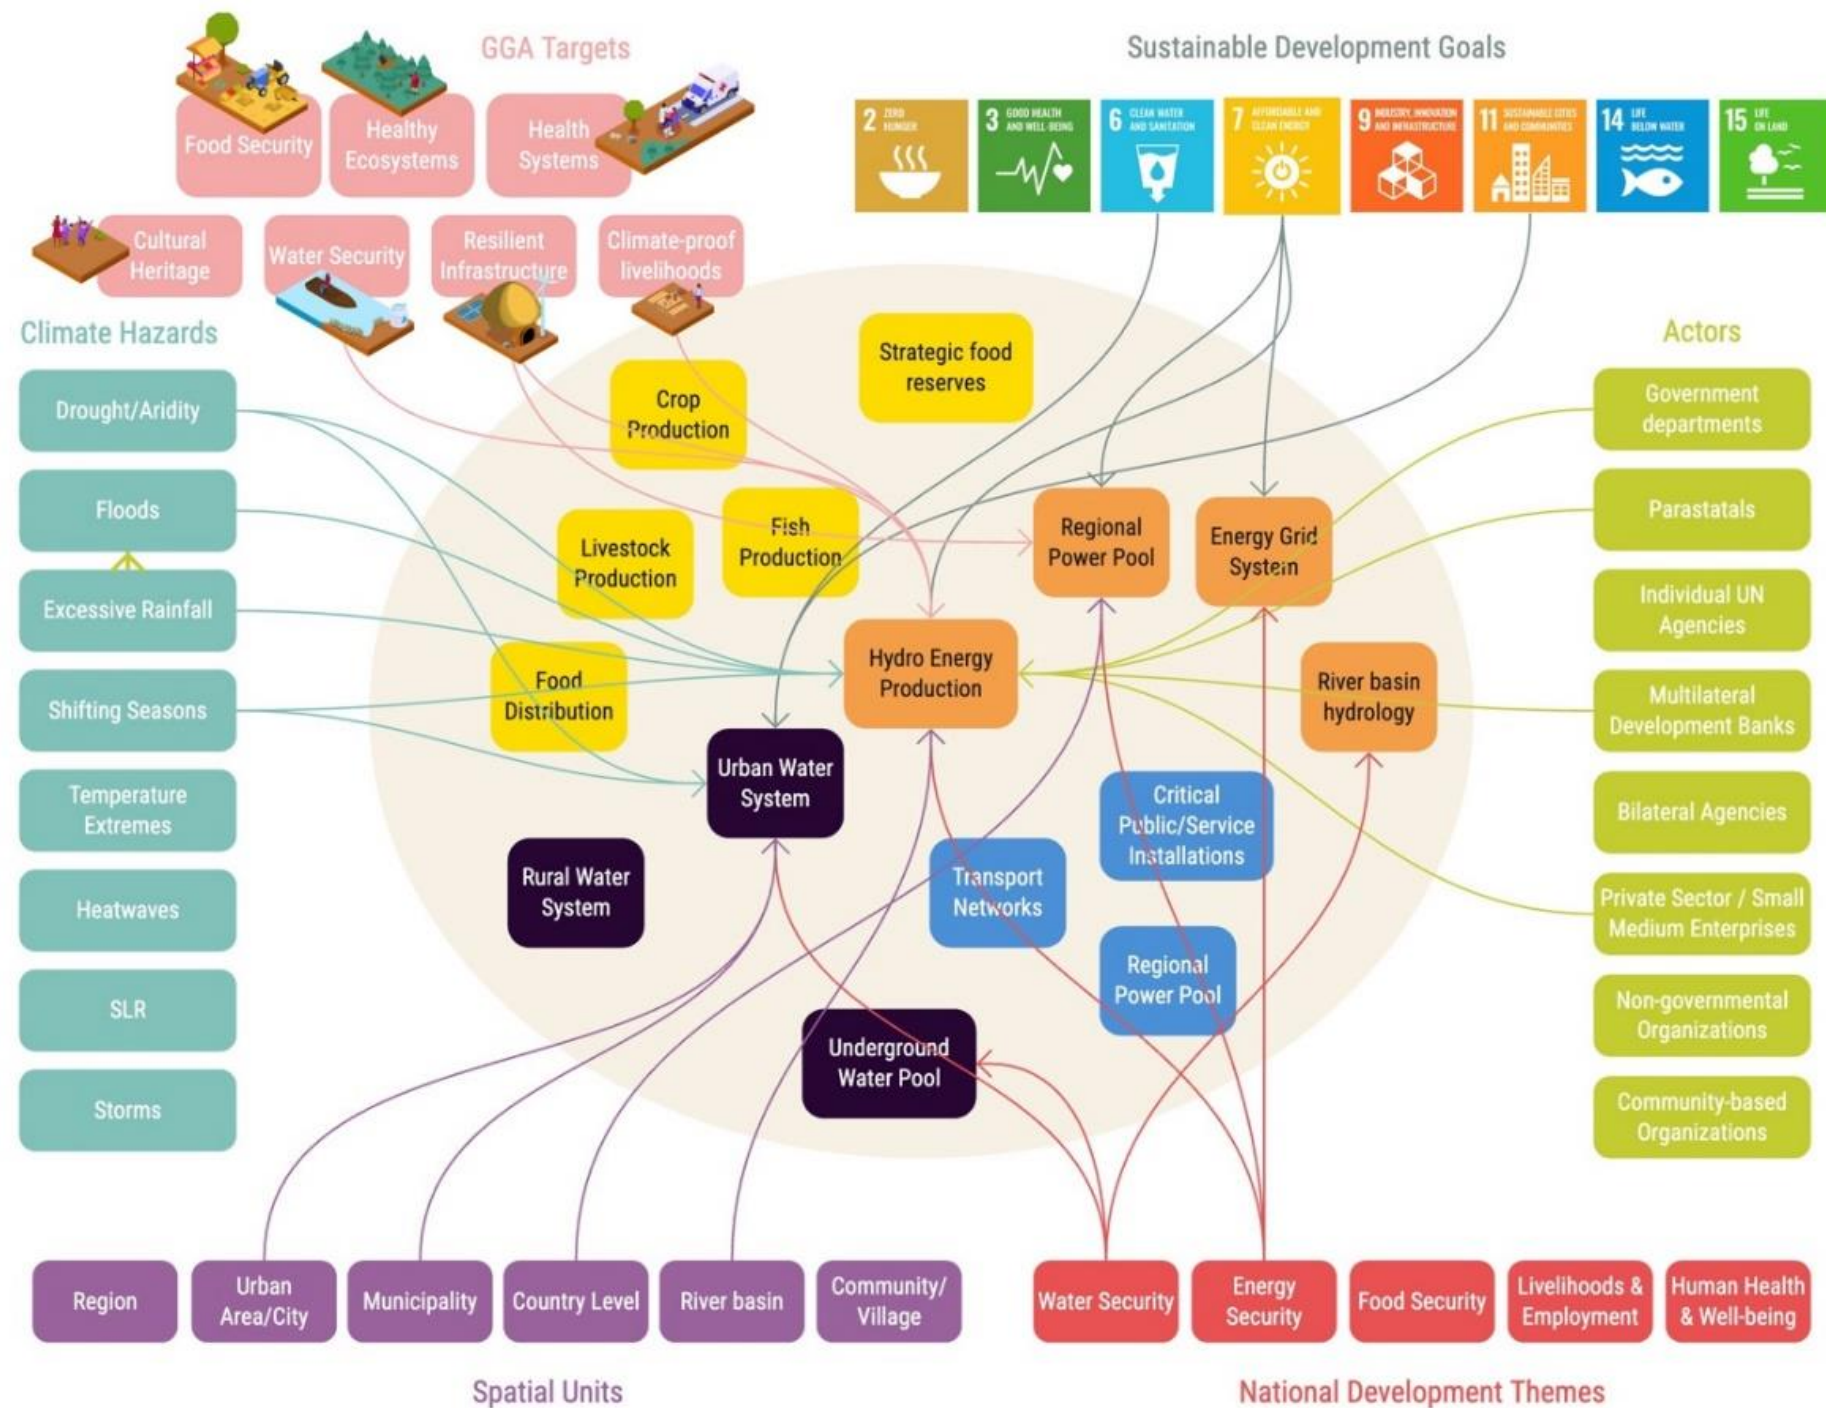 GGA Targets
Food Security
Healthy
Ecosystems
Health
Systems
Cultural
Heritage
Water Security
Resilient
Infrastructure
Climate-proof
livelihoods
Sustainable Development Goals
2 ZERO
HUNGER
3 GOOD HEALTH
AND WELL-BEING
6 CLEAN WATER
AND SANITATION
7 AFFORDABLE AND
CLEAN ENERGY
9 INDUSTRY, INNOVATION
AND INFRASTRUCTURE
11 SUSTAINABLE CITIES
AND COMMUNITIES
14 LIFE
BELOW WATER
15 LIFE
ON LAND
Climate Hazards
Drought/Aridity
Floods
Excessive Rainfall
Shifting Seasons
Temperature
Extremes
Heatwaves
SLR
Storms
Strategic food
reserves
Crop
Production
Livestock
Production
Fish
Production
Food
Distribution
Regional
Power Pool
Energy Grid
System
Hydro Energy
Production
River basin
hydrology
Urban Water
System
Rural Water
System
Underground
Water Pool
Critical
Public/Service
Installations
Transport
Networks
Regional
Power Pool
Actors
Government
departments
Parastatals
Individual UN
Agencies
Multilateral
Development Banks
Bilateral Agencies
Private Sector / Small
Medium Enterprises
Non-governmental
Organizations
Community-based
Organizations
Region
Urban
Area/City
Municipality
Country Level
River basin
Community/
Village
Spatial Units
Water Security
Energy
Security
Food Security
Livelihoods &
Employment
Human Health
& Well-being
National Development Themes